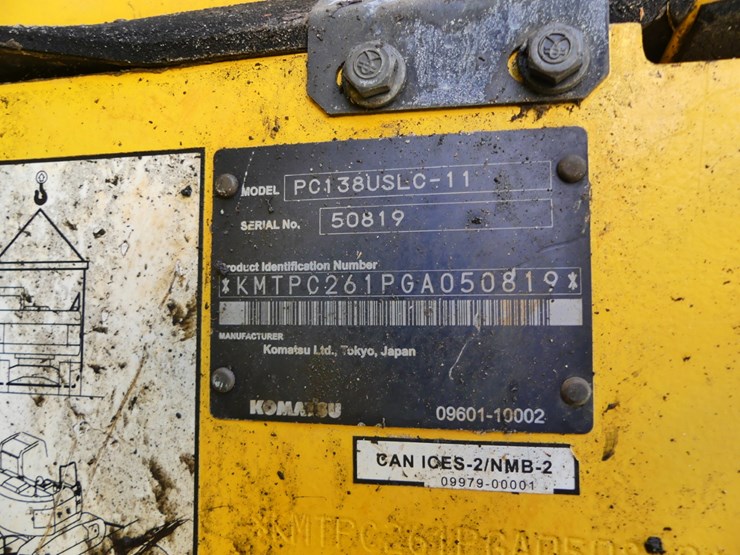 MODEL PC138USLC-11
SERIAL No. 50819
Product Identification Number
*KMTPC261PGA050819*
MANUFACTURER
Komatsu Ltd., Tokyo, Japan
KOMATSU 09601-10002
CAN ICES-2/NMB-2
09979-00001
*KMTPC261PGA050819